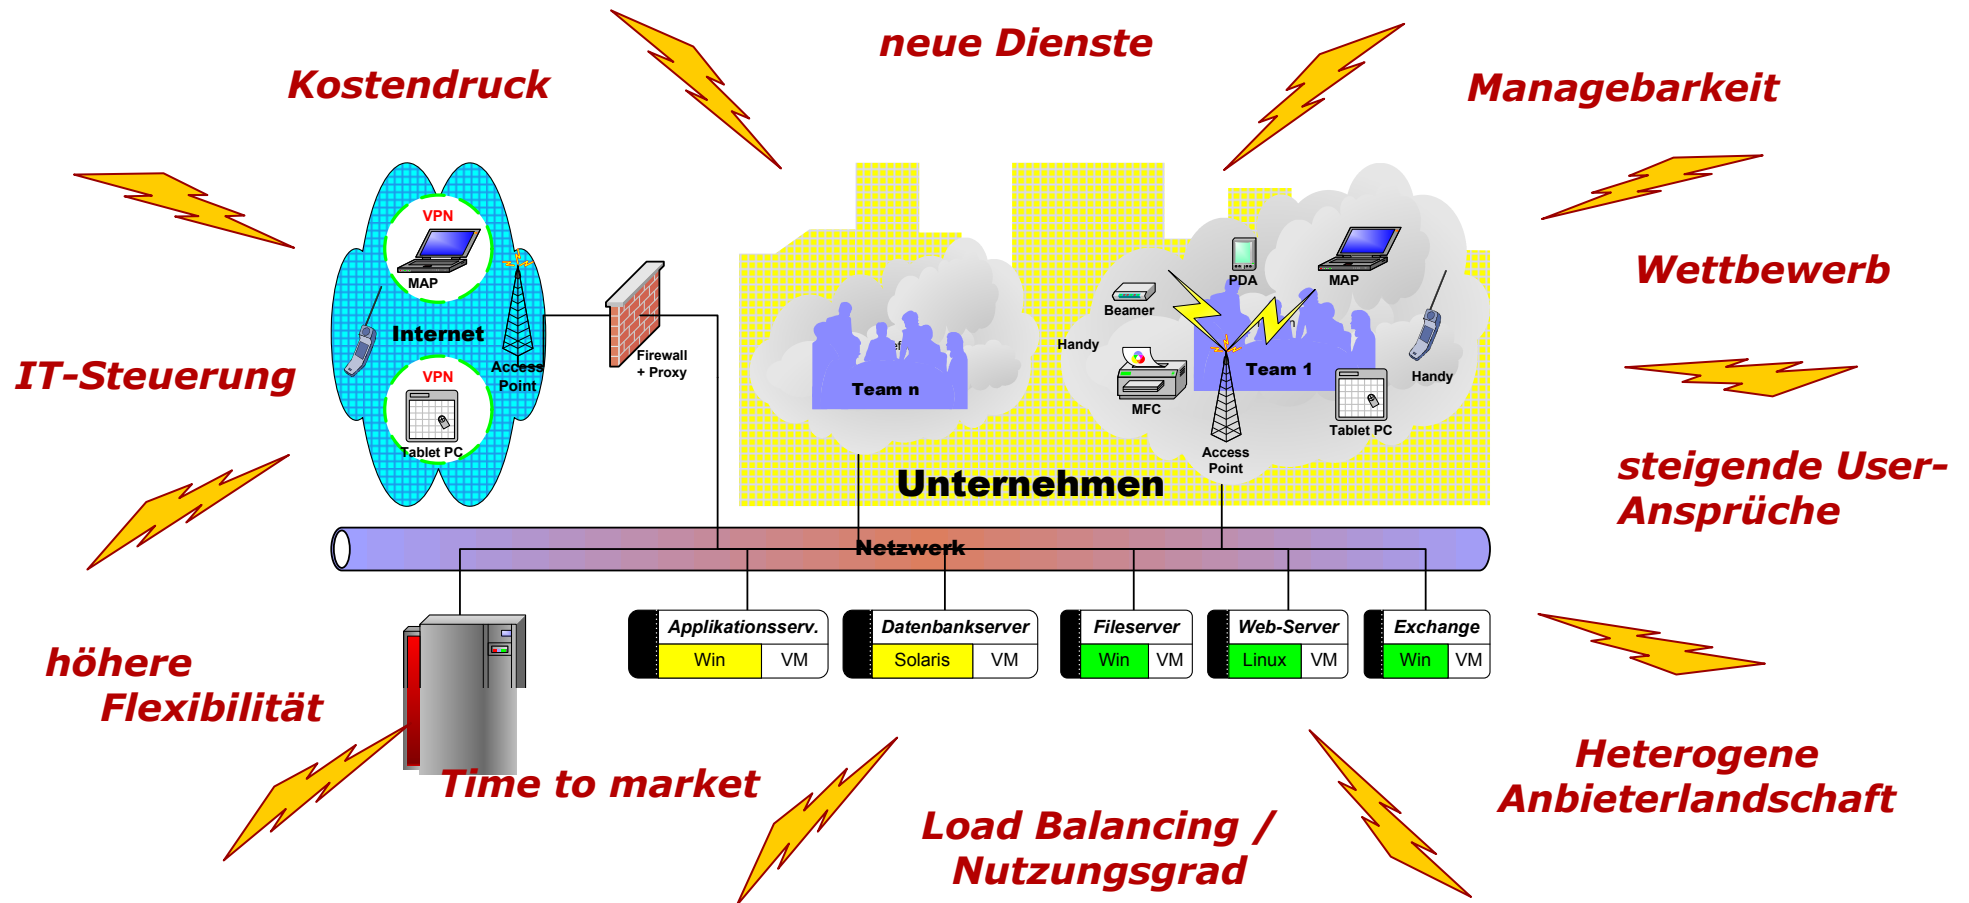 neue Dienste
Kostendruck
Managebarkeit
VPN
MAP
Internet
VPN
Tablet PC
Access
Point
Firewall
+ Proxy
Team n
PDA
MAP
Beamer
Handy
Team 1
MFC
Handy
Tablet PC
Access
Point
Unternehmen
Wettbewerb
IT-Steuerung
steigende User-
Ansprüche
Netzwerk
Applikationsserv.
Win VM
Datenbankserver
Solaris VM
Fileserver
Win VM
Web-Server
Linux VM
Exchange
Win VM
höhere
Flexibilität
Time to market
Heterogene
Anbieterlandschaft
Load Balancing /
Nutzungsgrad